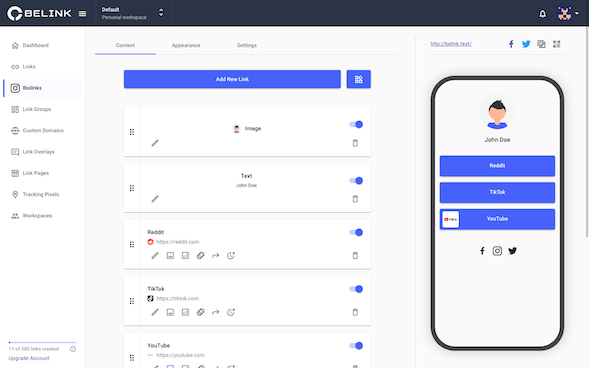 BELINK
Default
Personal workspace
Dashboard
Links
Biolinks
Link Groups
Custom Domains
Link Overlays
Link Pages
Tracking Pixels
Workspaces
11 of 500 links created
Upgrade Account
Content
Appearance
Settings
Add New Link
Image
Text
John Doe
Reddit
https://reddit.com
TikTok
https://tiktok.com
YouTube
https://youtube.com
http://belink.test/
John Doe
Reddit
TikTok
YouTube